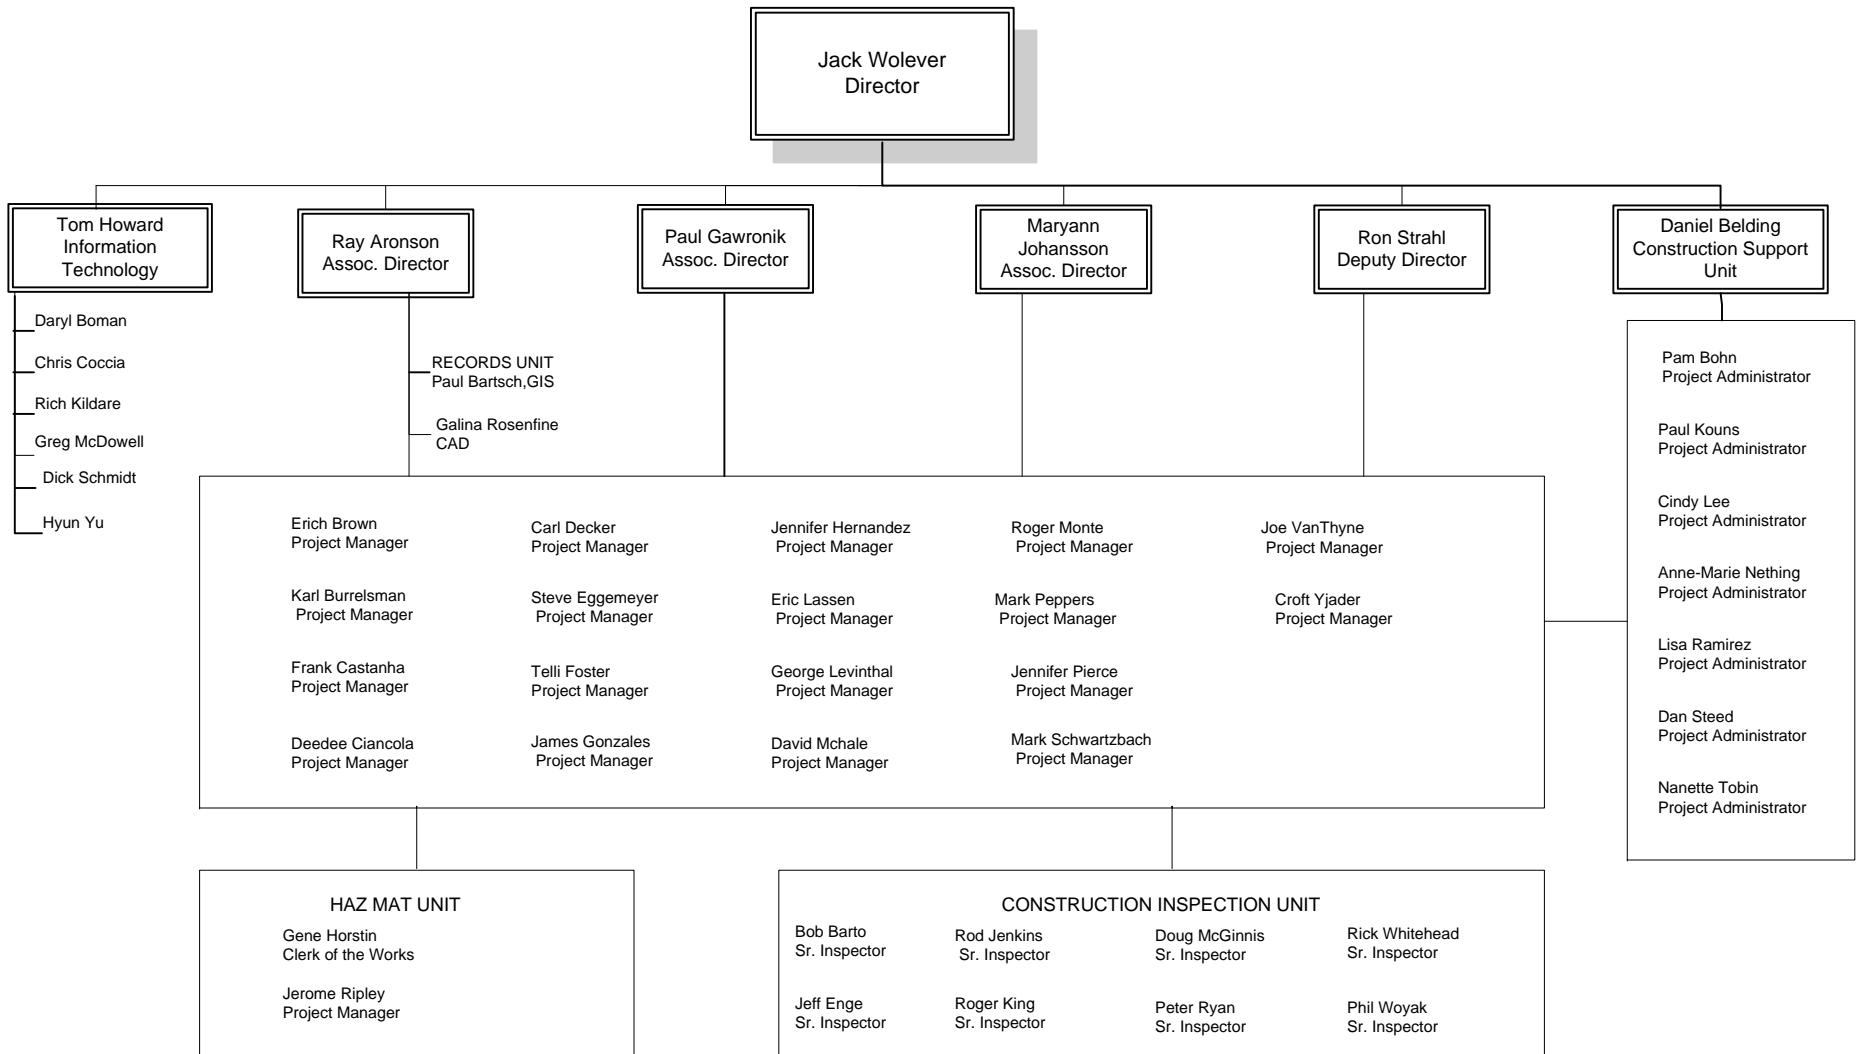 Jack Wolever
Director
Tom Howard
Information
Technology
Ray Aronson
Assoc. Director
Paul Gawronik
Assoc. Director
Maryann
Johansson
Assoc. Director
Ron Strahl
Deputy Director
Daniel Belding
Construction Support
Unit
Daryl Boman
Chris Coccia
Rich Kildare
Greg McDowell
Dick Schmidt
Hyun Yu
RECORDS UNIT
Paul Bartsch,GIS
Galina Rosenfine
CAD
Pam Bohn
Project Administrator
Paul Kouns
Project Administrator
Cindy Lee
Project Administrator
Anne-Marie Nething
Project Administrator
Lisa Ramirez
Project Administrator
Dan Steed
Project Administrator
Nanette Tobin
Project Administrator
Erich Brown
Project Manager
Karl Burrelsman
Project Manager
Frank Castanha
Project Manager
Deedee Ciancola
Project Manager
Carl Decker
Project Manager
Steve Eggemeyer
Project Manager
Telli Foster
Project Manager
James Gonzales
Project Manager
Jennifer Hernandez
Project Manager
Eric Lassen
Project Manager
George Levinthal
Project Manager
David Mchale
Project Manager
Roger Monte
Project Manager
Mark Peppers
Project Manager
Jennifer Pierce
Project Manager
Mark Schwartzbach
Project Manager
Joe VanThyne
Project Manager
Croft Yjader
Project Manager
HAZ MAT UNIT
Gene Horstin
Clerk of the Works
Jerome Ripley
Project Manager
CONSTRUCTION INSPECTION UNIT
Bob Barto
Sr. Inspector
Jeff Enge
Sr. Inspector
Rod Jenkins
Sr. Inspector
Roger King
Sr. Inspector
Doug McGinnis
Sr. Inspector
Peter Ryan
Sr. Inspector
Rick Whitehead
Sr. Inspector
Phil Woyak
Sr. Inspector